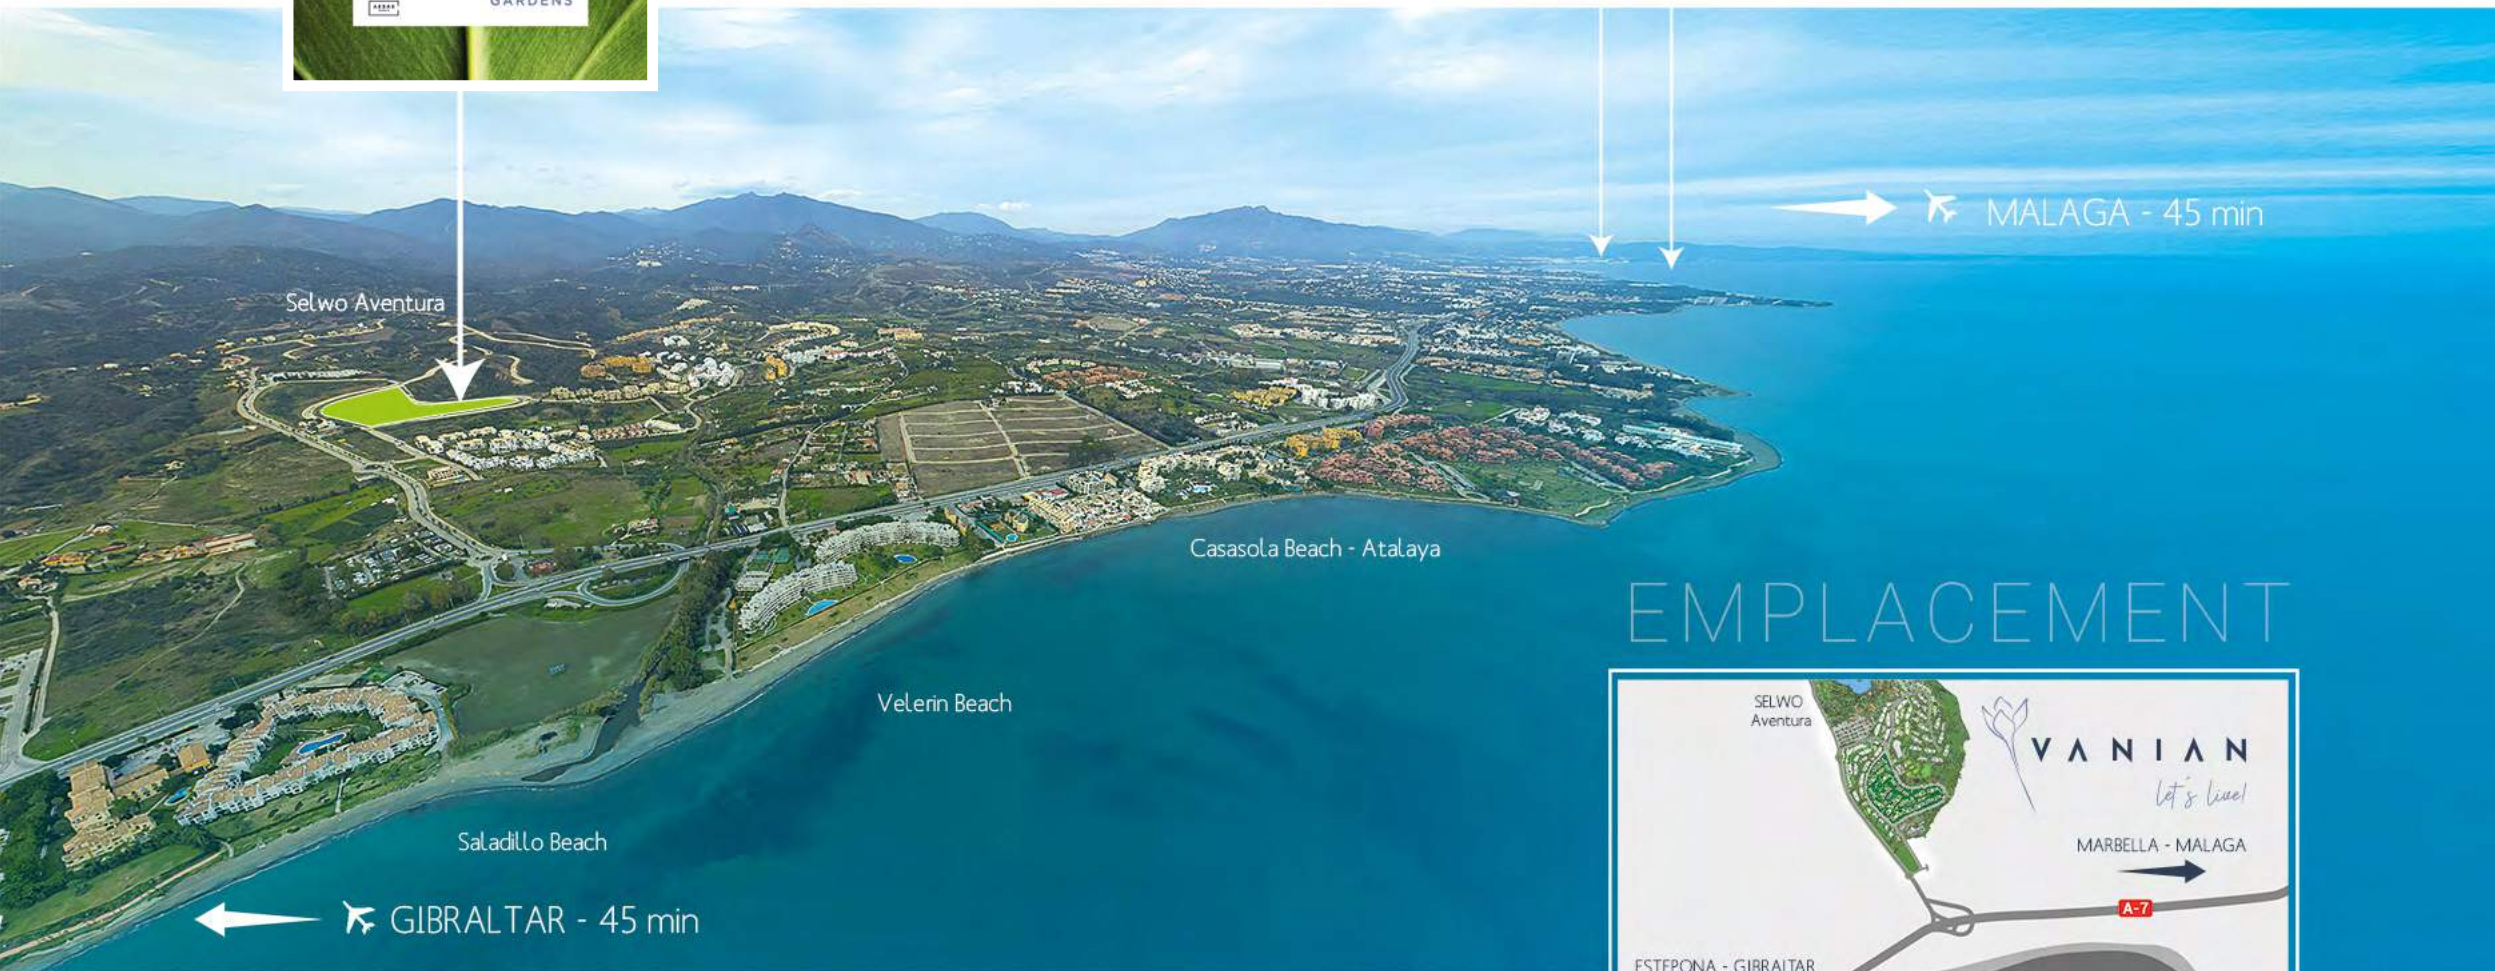 GARDENS
MALAGA - 45 min
Selwo Aventura
Casasola Beach - Atalaya
EMPLACEMENT
Velerin Beach
SELWO
Aventura
VANIAN
let's live!
Saladillo Beach
MARBELLA - MALAGA
GIBRALTAR - 45 min
A-7
ESTEPONA - GIBRALTAR